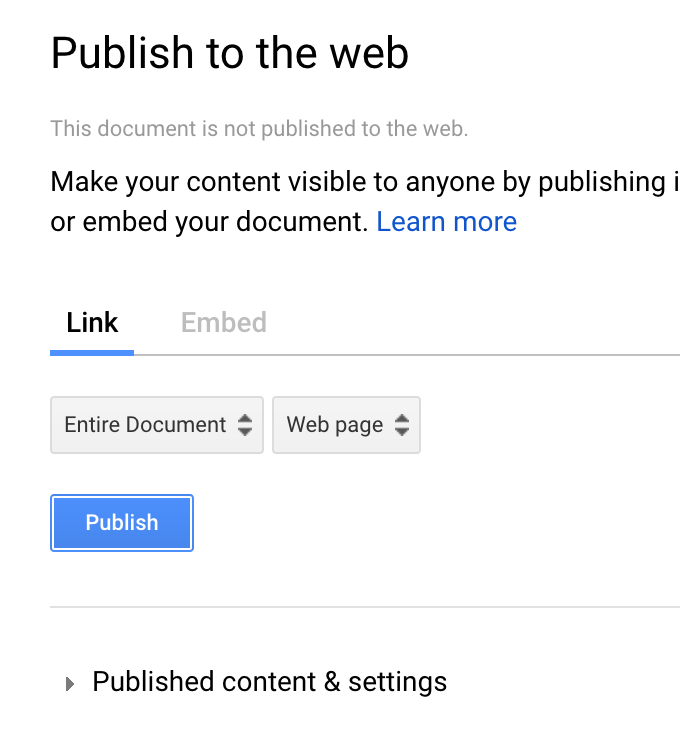 Publish to the web
This document is not published to the web.
Make your content visible to anyone by publishing
or embed your document. Learn more
Link Embed
Entire Document Web page
Publish
Published content & settings